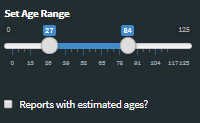 Set Age Range
0 27 84 125
0 13 26 39 52 65 78 91 104 117 125
Reports with estimated ages?